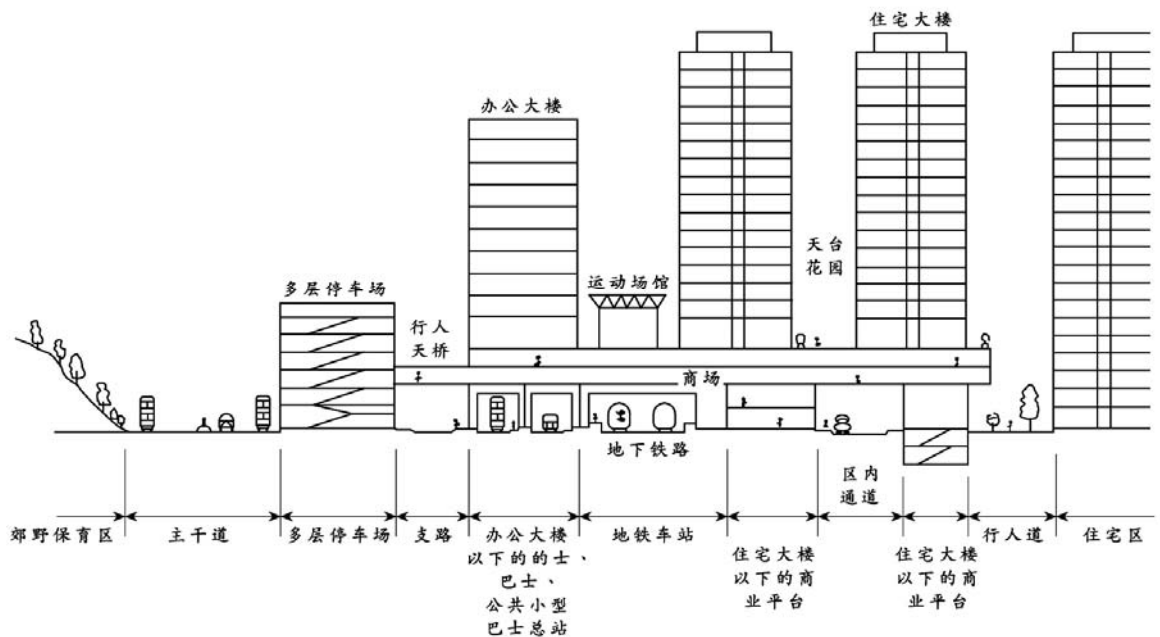 住宅大楼
办公大楼
天台
花园
运动场馆
多层停车场
行人
天桥
商场
地下铁路
区内
通道
郊野保育区
主干道
多层停车场
支路
办公大楼
以下的的士、
巴士、
公共小型
巴士总站
地铁车站
住宅大楼
以下的商
业平台
住宅大楼
以下的商
业平台
行人道
住宅区